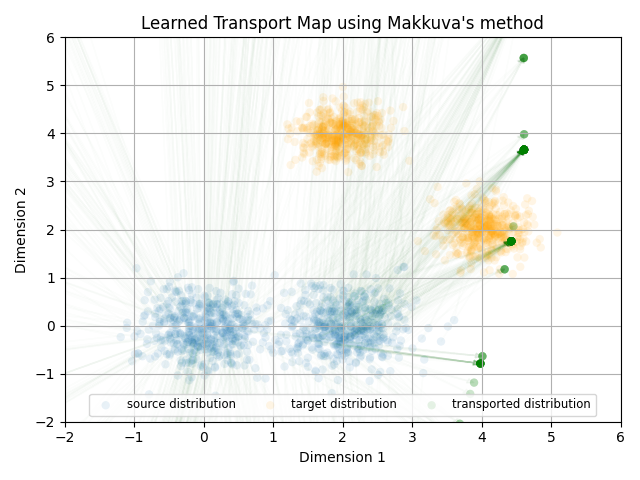 Learned Transport Map using Makkuva's method
6
5
4
3
2
1
0
−1
−2
Dimension 2
source distribution
target distribution
transported distribution
−2 −1 0 1 2 3 4 5 6
Dimension 1